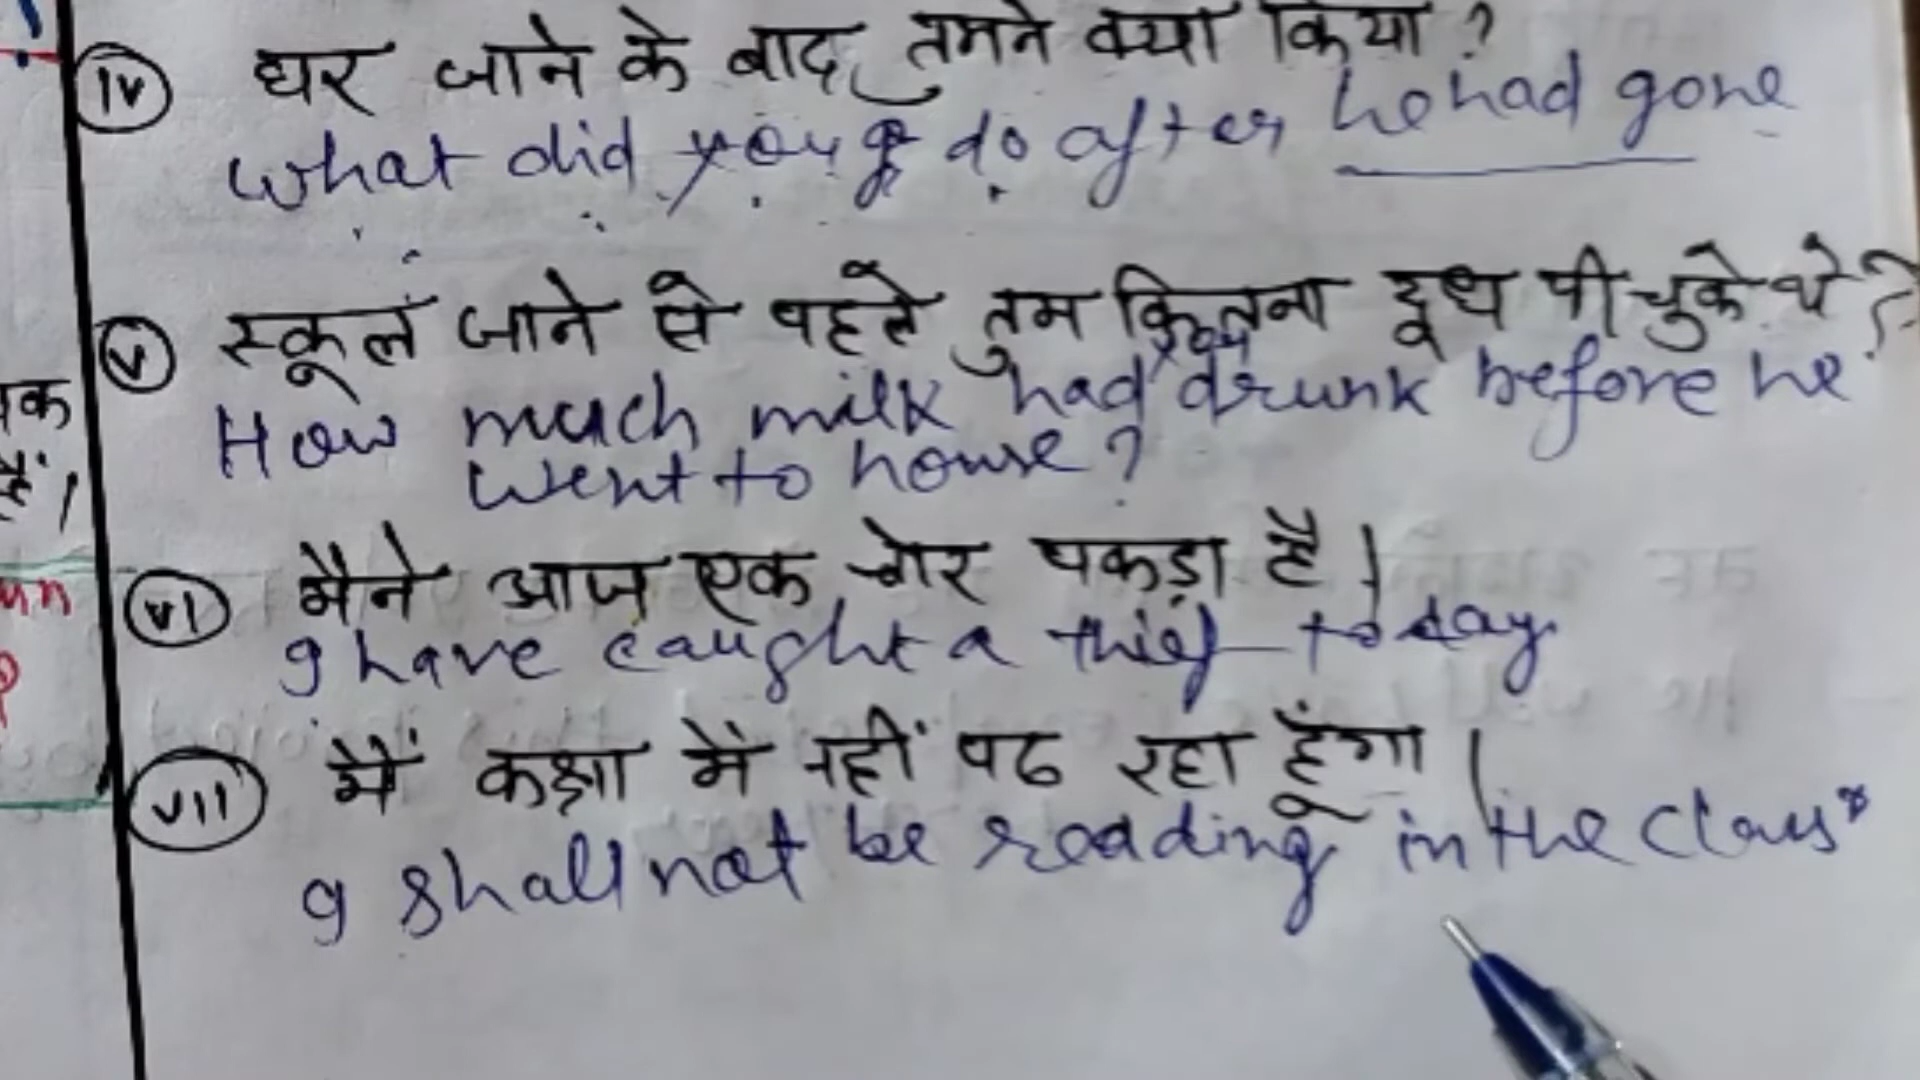 iv घर जाने के बाद तुमने क्या किया ?
what did you do after he had gone
v स्कूल जाने से पहले तुम कितना दूध पी चुके थे ?
you
How much milk had drunk before he
went to house ?
vi मैने आज एक चोर पकड़ा है ।
I have caught a thief today
vii मैं कक्षा में नहीं पढ रहा हूंगा ।
I shall not be reading in the class